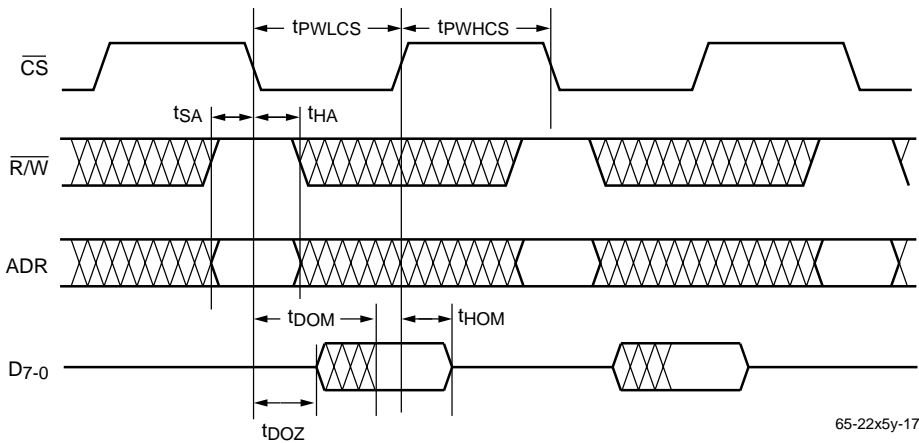 tPWLCS tPWHCS
CS
tSA tHA
R/W
ADR
tDOM tHOM
D7-0
tDOZ
65-22x5y-17